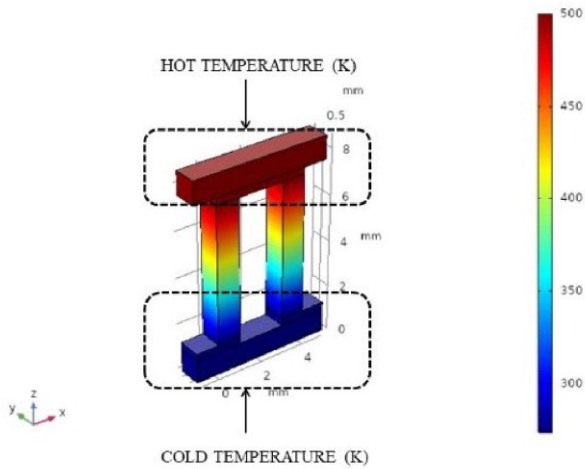 HOT TEMPERATURE (K)
mm
0.5
8
6
4
mm
2
0
4
2
0
mm
z
y
x
COLD TEMPERATURE (K)
500
450
400
350
300